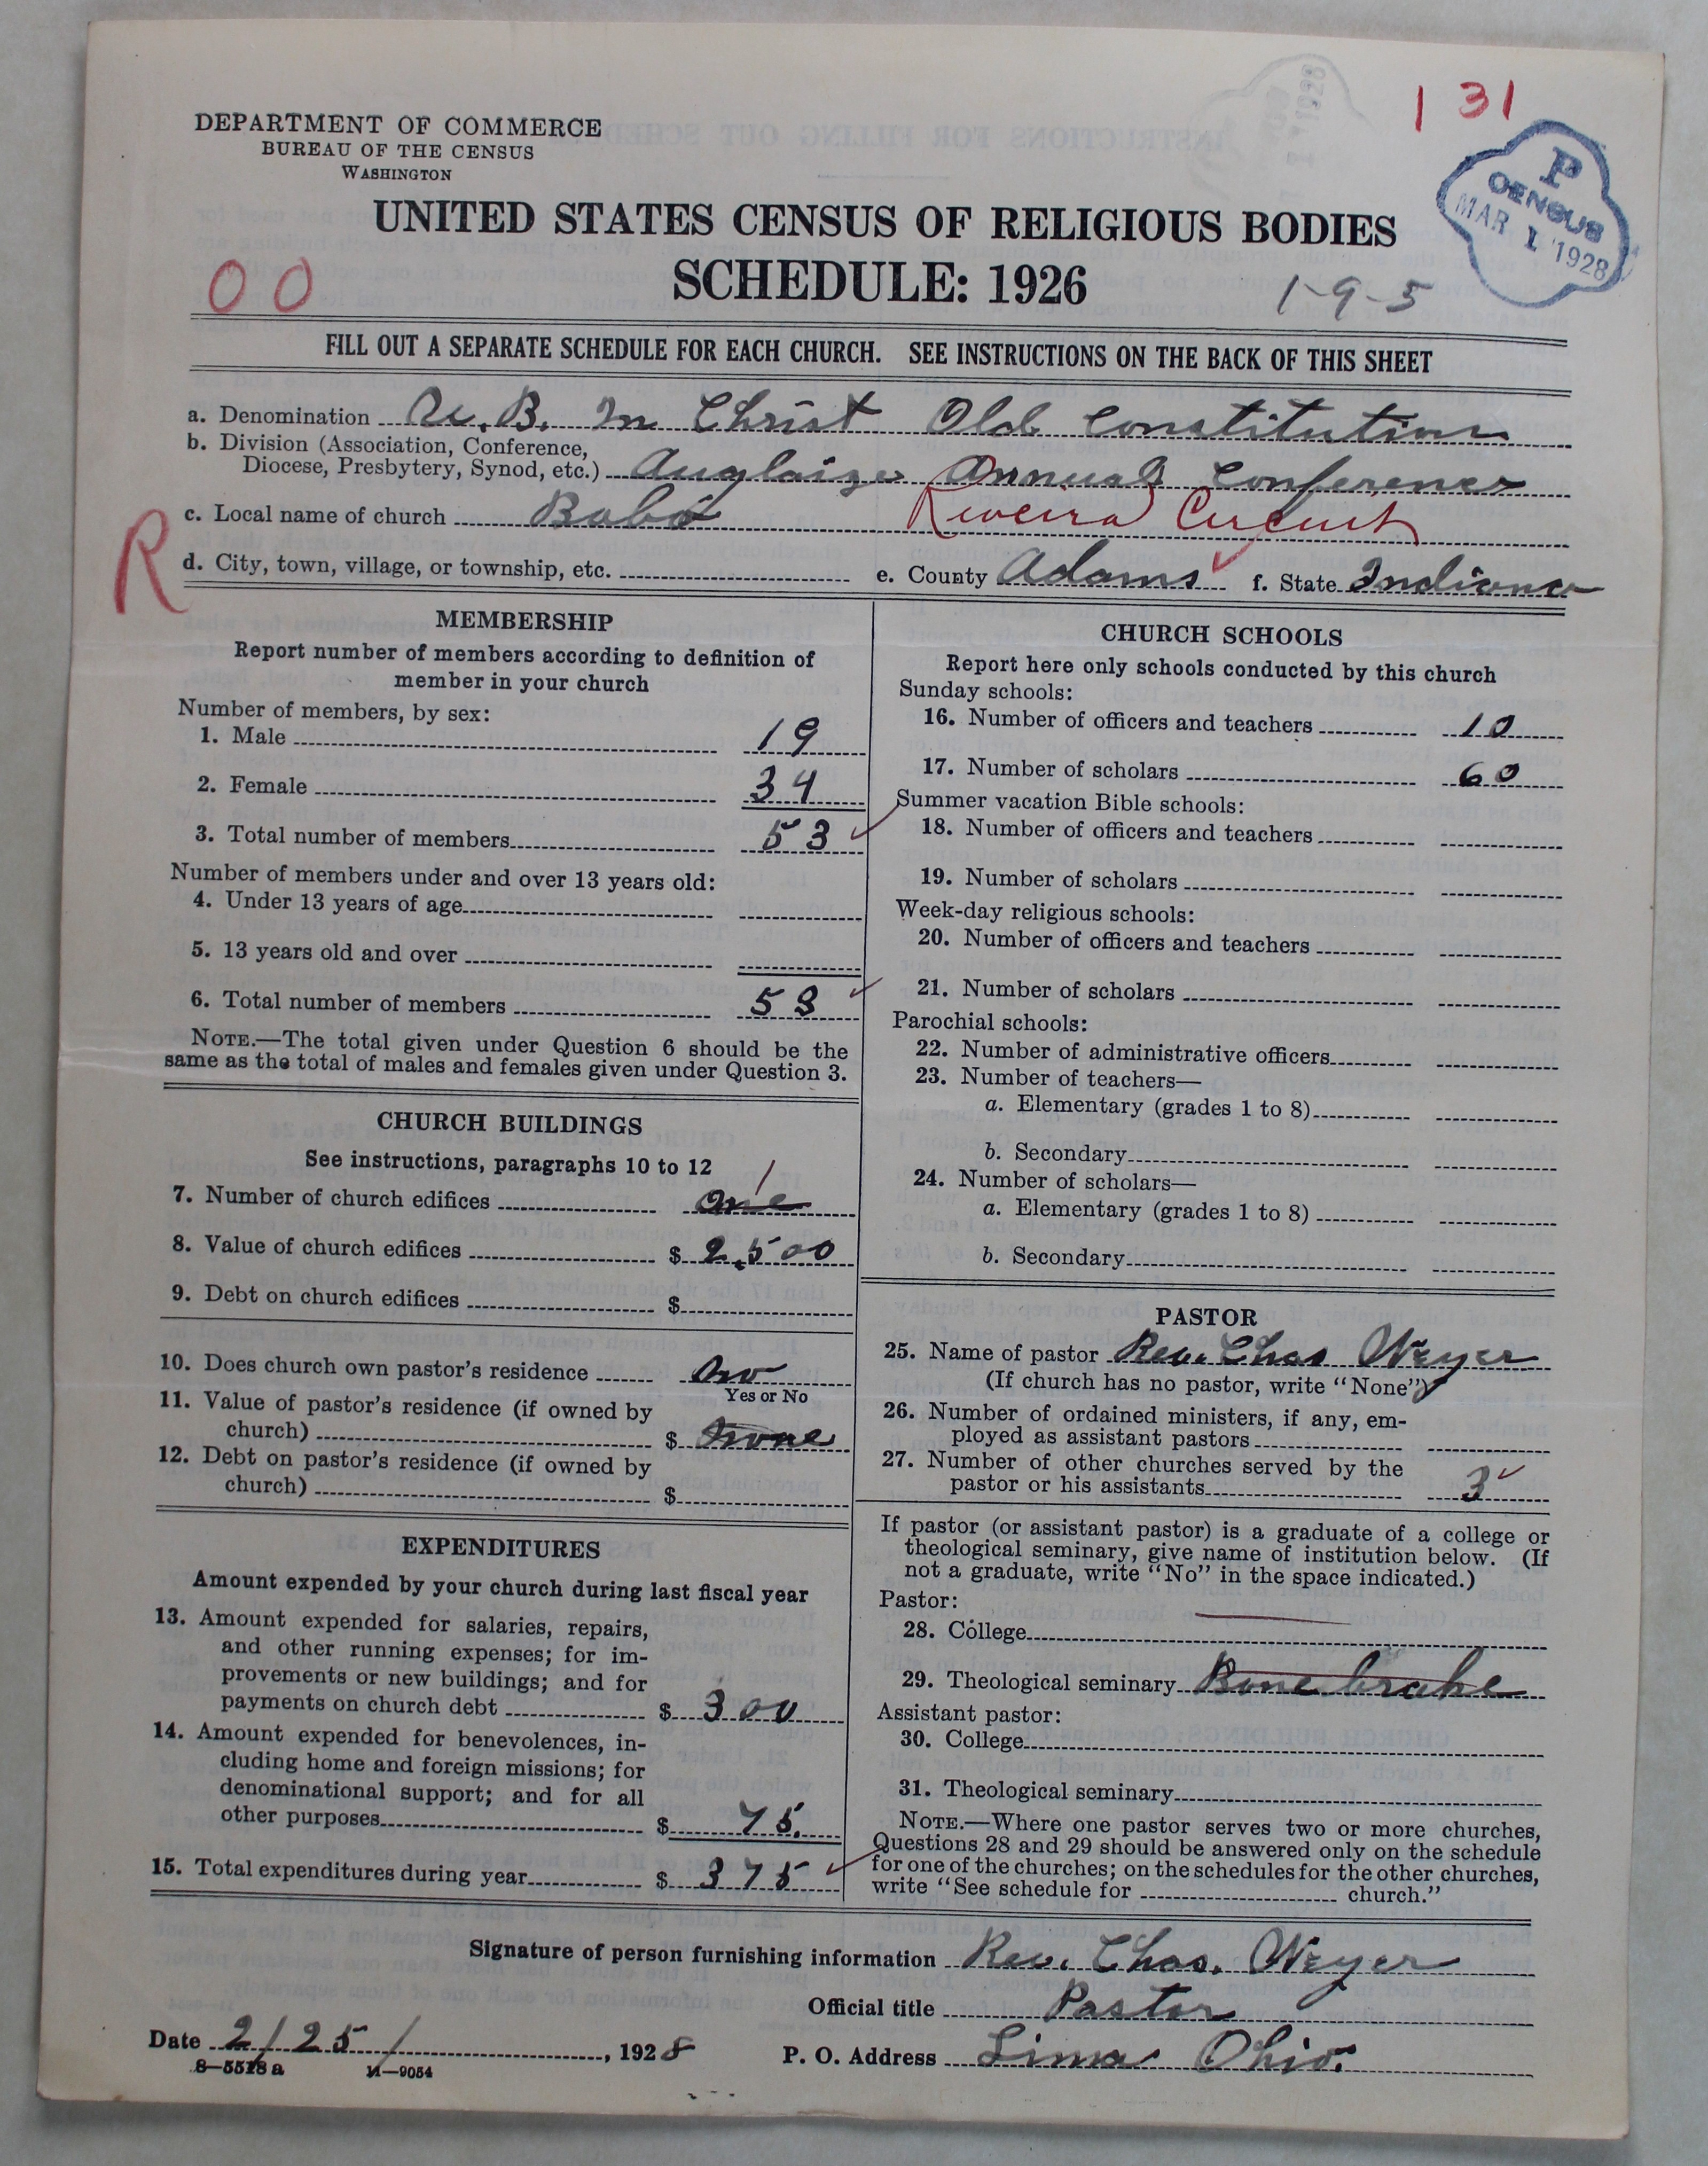 1 31
DEPARTMENT OF COMMERCE
BUREAU OF THE CENSUS
WASHINGTON
P
CENSUS
MAR 1 1928
UNITED STATES CENSUS OF RELIGIOUS BODIES
SCHEDULE: 1926
00
1-9-5
FILL OUT A SEPARATE SCHEDULE FOR EACH CHURCH. SEE INSTRUCTIONS ON THE BACK OF THIS SHEET
a. Denomination U.B. in Christ Old Constitution
b. Division (Association, Conference,
Diocese, Presbytery, Synod, etc.) Auglaize Annual Conference
c. Local name of church Bobo Circuit
R
d. City, town, village, or township, etc. e. County Adams f. State Indiana
MEMBERSHIP
Report number of members according to definition of
member in your church
Number of members, by sex:
1. Male 19
2. Female 34
3. Total number of members 53
Number of members under and over 13 years old:
4. Under 13 years of age
5. 13 years old and over
6. Total number of members 53
NOTE.—The total given under Question 6 should be the
same as the total of males and females given under Question 3.
CHURCH BUILDINGS
See instructions, paragraphs 10 to 12
7. Number of church edifices one 1
8. Value of church edifices $ 2,500
9. Debt on church edifices $
10. Does church own pastor's residence no
Yes or No
11. Value of pastor's residence (if owned by
church) $ none
12. Debt on pastor's residence (if owned by
church) $
EXPENDITURES
Amount expended by your church during last fiscal year
13. Amount expended for salaries, repairs,
and other running expenses; for im-
provements or new buildings; and for
payments on church debt $ 300
14. Amount expended for benevolences, in-
cluding home and foreign missions; for
denominational support; and for all
other purposes $ 75.
15. Total expenditures during year $ 375
CHURCH SCHOOLS
Report here only schools conducted by this church
Sunday schools:
16. Number of officers and teachers 10
17. Number of scholars 60
Summer vacation Bible schools:
18. Number of officers and teachers
19. Number of scholars
Week-day religious schools:
20. Number of officers and teachers
21. Number of scholars
Parochial schools:
22. Number of administrative officers
23. Number of teachers—
a. Elementary (grades 1 to 8)
b. Secondary
24. Number of scholars—
a. Elementary (grades 1 to 8)
b. Secondary
PASTOR
25. Name of pastor Rev. Chas Weyer
(If church has no pastor, write "None")
26. Number of ordained ministers, if any, em-
ployed as assistant pastors
27. Number of other churches served by the
pastor or his assistants 3
If pastor (or assistant pastor) is a graduate of a college or
theological seminary, give name of institution below. (If
not a graduate, write "No" in the space indicated.)
Pastor:
28. College
29. Theological seminary Bonebrake
Assistant pastor:
30. College
31. Theological seminary
NOTE.—Where one pastor serves two or more churches,
Questions 28 and 29 should be answered only on the schedule
for one of the churches; on the schedules for the other churches,
write "See schedule for church."
Signature of person furnishing information Rev. Chas. Weyer
Official title Pastor
Date 2/25/, 1928 P. O. Address Lima Ohio.
8—5518a 11—9054